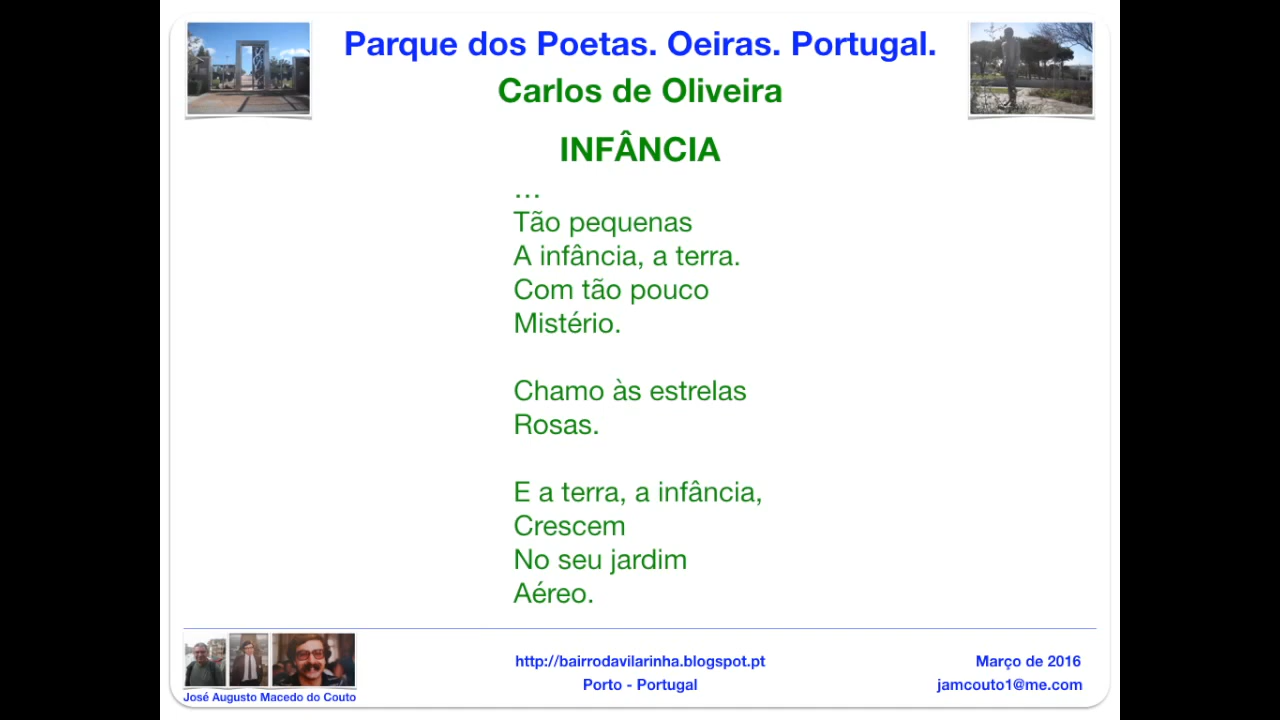 Parque dos Poetas. Oeiras. Portugal.
Carlos de Oliveira
INFÂNCIA
…
Tão pequenas
A infância, a terra.
Com tão pouco
Mistério.
Chamo às estrelas
Rosas.
E a terra, a infância,
Crescem
No seu jardim
Aéreo.
José Augusto Macedo do Couto
http://bairrodavilarinha.blogspot.pt
Porto - Portugal
Março de 2016
jamcouto1@me.com